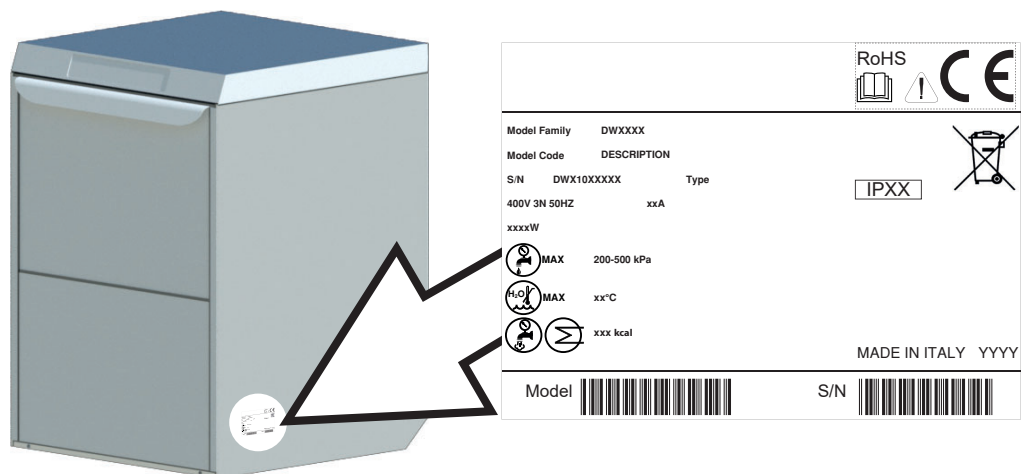 RoHS
CE
Model Family DWXXXX
Model Code DESCRIPTION
S/N DWX10XXXXX Type
400V 3N 50HZ xxA
IPXX
xxxxW
MAX 200-500 kPa
H₂O MAX xx°C
xxx kcal
MADE IN ITALY YYYY
Model S/N